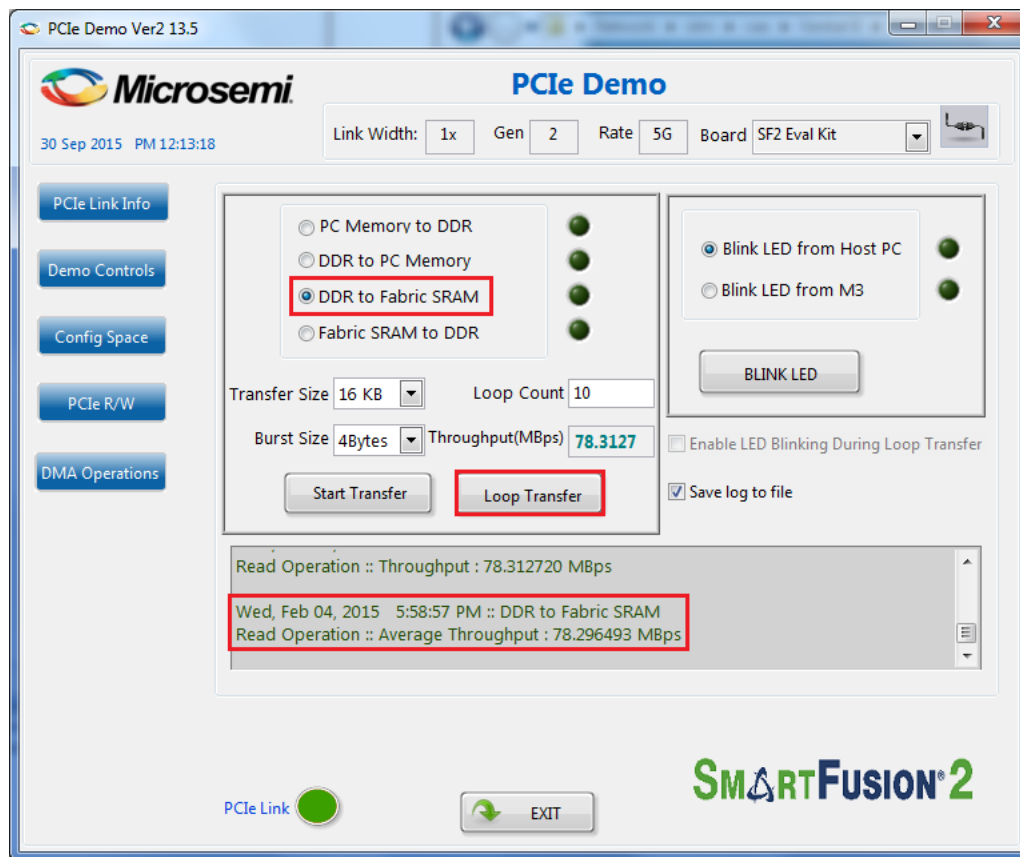 PCIe Demo Ver2 13.5
Microsemi.
PCIe Demo
30 Sep 2015 PM 12:13:18
Link Width: 1x Gen 2 Rate 5G Board SF2 Eval Kit
PCIe Link Info
Demo Controls
Config Space
PCIe R/W
DMA Operations
PC Memory to DDR
DDR to PC Memory
DDR to Fabric SRAM
Fabric SRAM to DDR
Transfer Size 16 KB Loop Count 10
Burst Size 4Bytes Throughput(MBps) 78.3127
Start Transfer Loop Transfer
Blink LED from Host PC
Blink LED from M3
BLINK LED
Enable LED Blinking During Loop Transfer
Save log to file
Read Operation :: Throughput : 78.312720 MBps
Wed, Feb 04, 2015 5:58:57 PM :: DDR to Fabric SRAM
Read Operation :: Average Throughput : 78.296493 MBps
PCIe Link
EXIT
SMARTFUSION®2